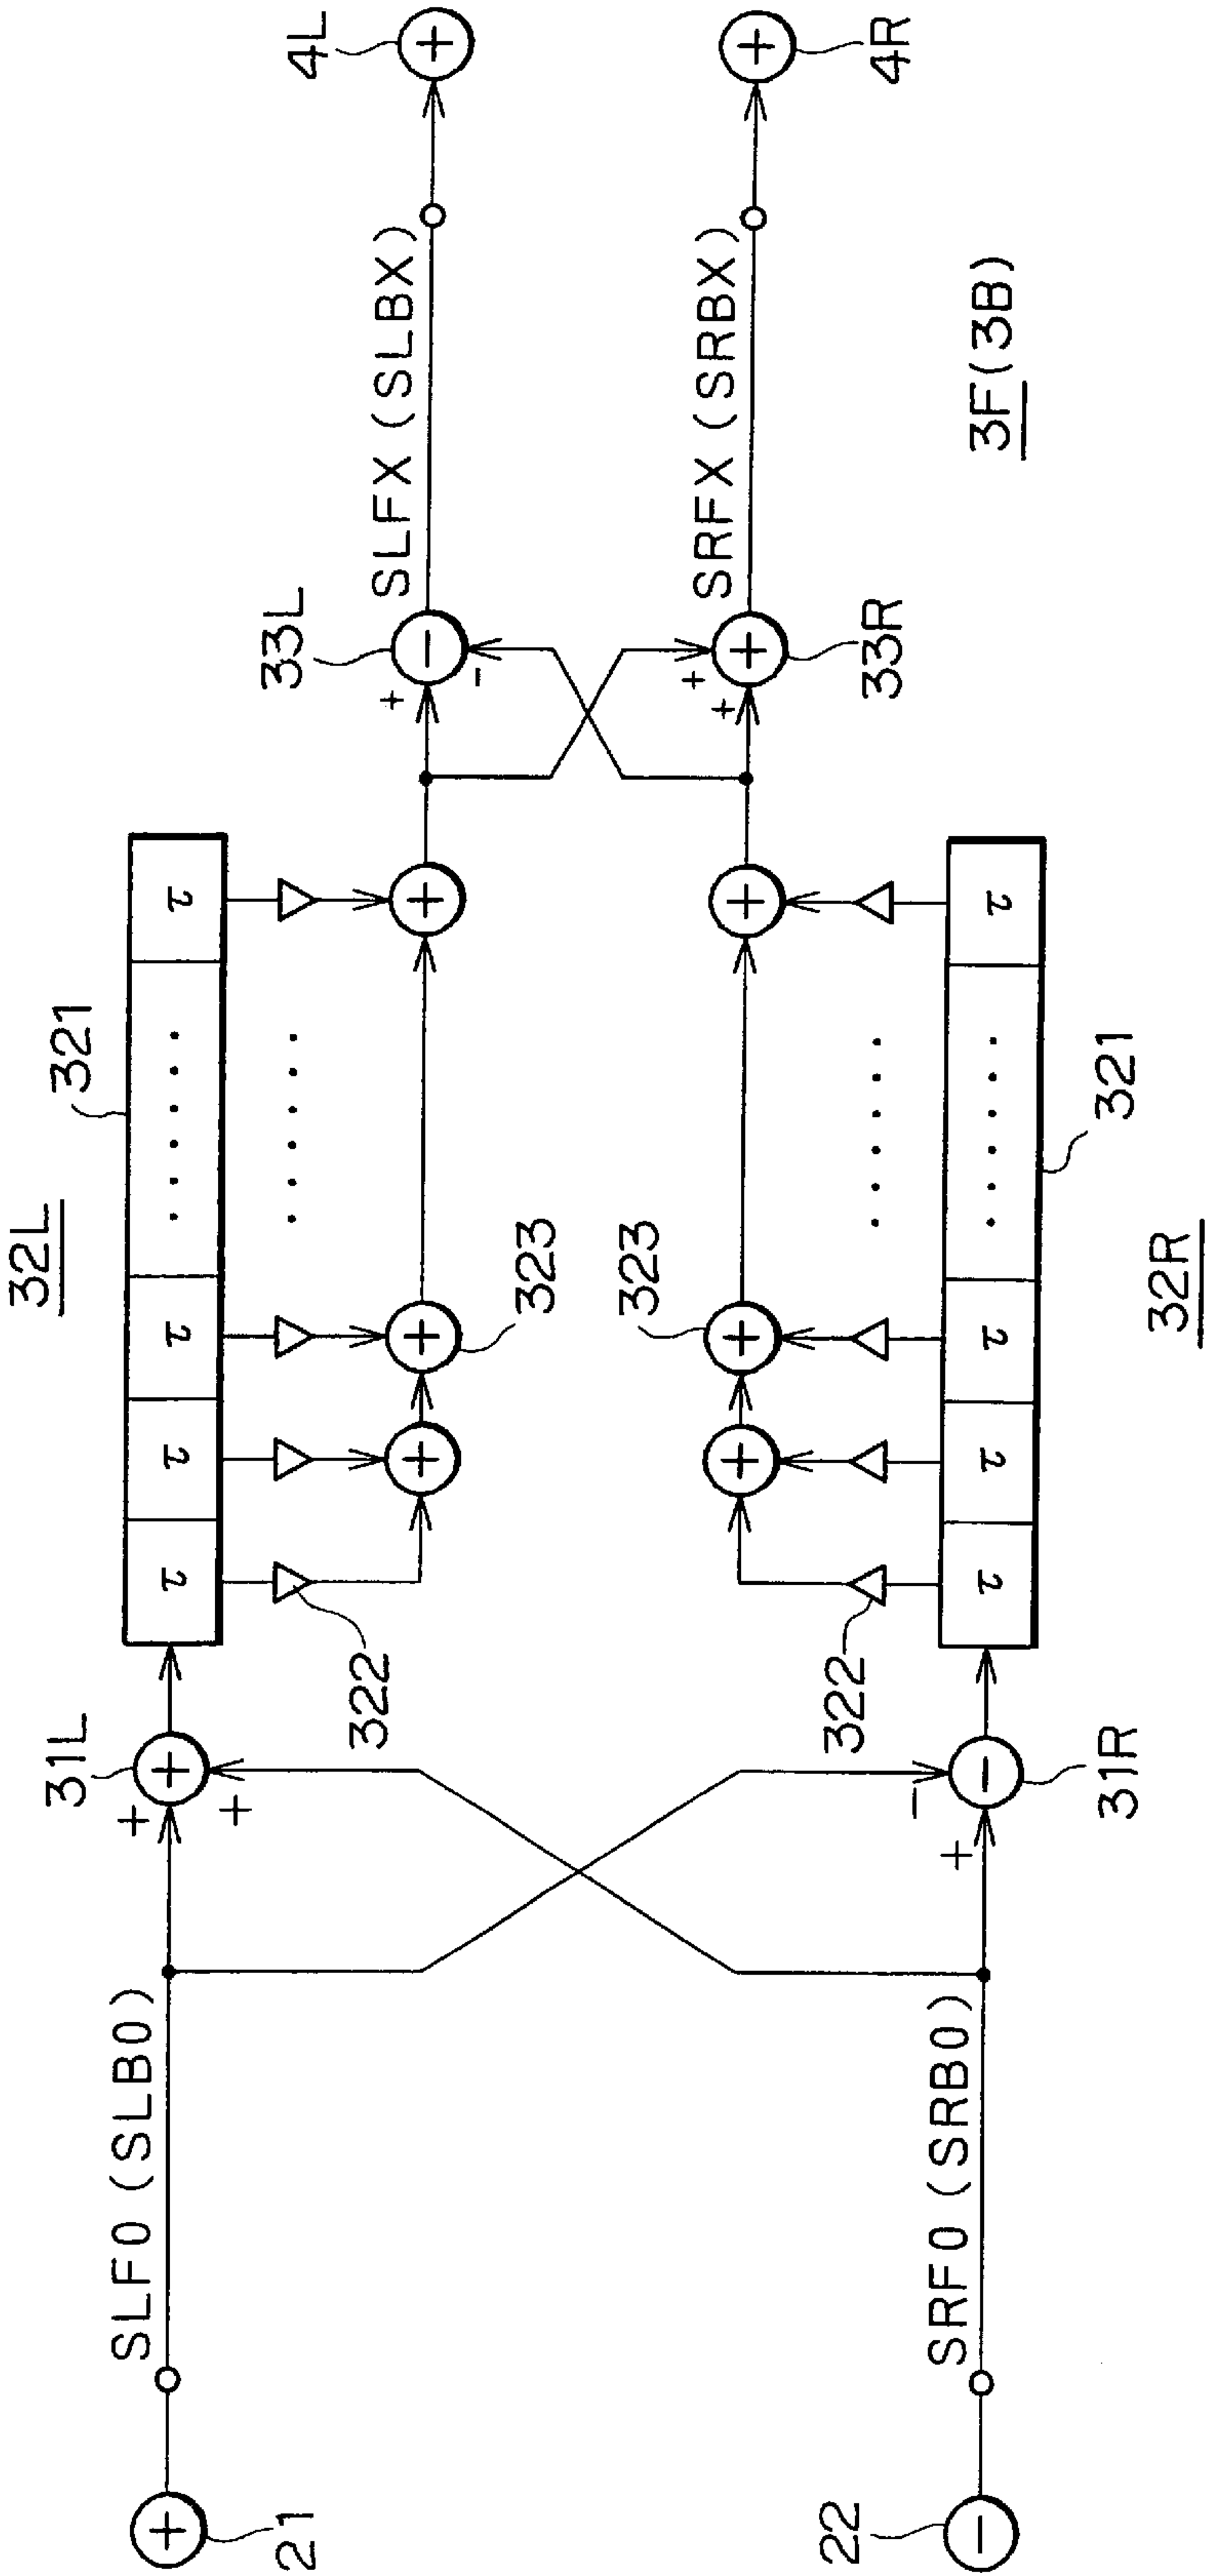 32L
321
31L
+
+
τ
τ
τ
......
τ
322
......
21
+
SLF0 (SLB0)
+
+
+
+
323
+
33L
-
-
SLFX (SLBX)
4L
+
22
-
SRF0 (SRB0)
+
-
-
31R
322
+
+
323
......
+
+
+
+
33R
SRFX (SRBX)
+
4R
τ
τ
τ
......
τ
321
32R
3F(3B)